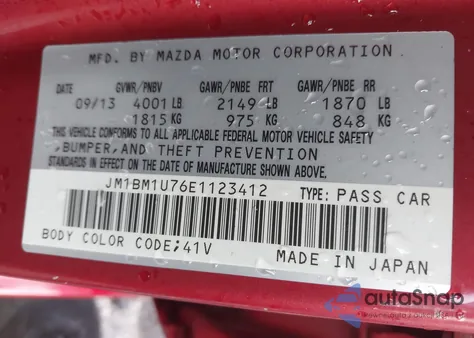 MFD. BY MAZDA MOTOR CORPORATION
DATE GVWR/PNBV GAWR/PNBE FRT GAWR/PNBE RR
09/13 4001 LB 2149 LB 1870 LB
1815 KG 975 KG 848 KG
THIS VEHICLE CONFORMS TO ALL APPLICABLE FEDERAL MOTOR VEHICLE SAFETY
,BUMPER,AND THEFT PREVENTION
STANDARDS IN EFFECT ON THE DATE OF MANUFACTURE SHOWN ABOVE.
JM1BM1U76E1123412 TYPE: PASS CAR
BODY COLOR CODE;41V MADE IN JAPAN
autoSnap